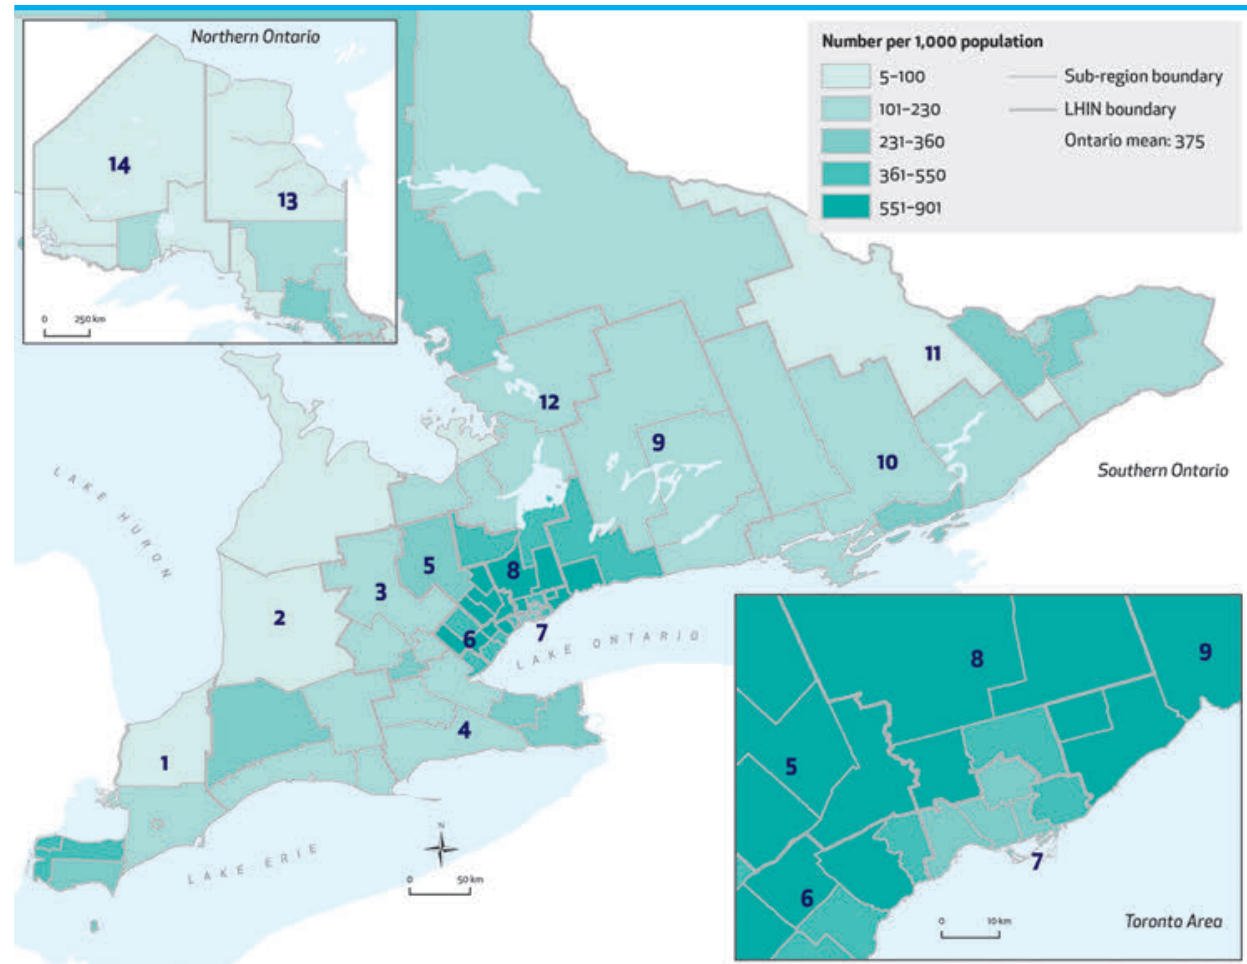 Northern Ontario
14
13
0 250 km
Number per 1,000 population
5–100
101–230
231–360
361–550
551–901
Sub-region boundary
LHIN boundary
Ontario mean: 375
11
12
9
10
Southern Ontario
LAKE HURON
5
8
3
2
6
7
LAKE ONTARIO
4
1
LAKE ERIE
N
0 50 km
8
9
5
7
6
0 10 km
Toronto Area